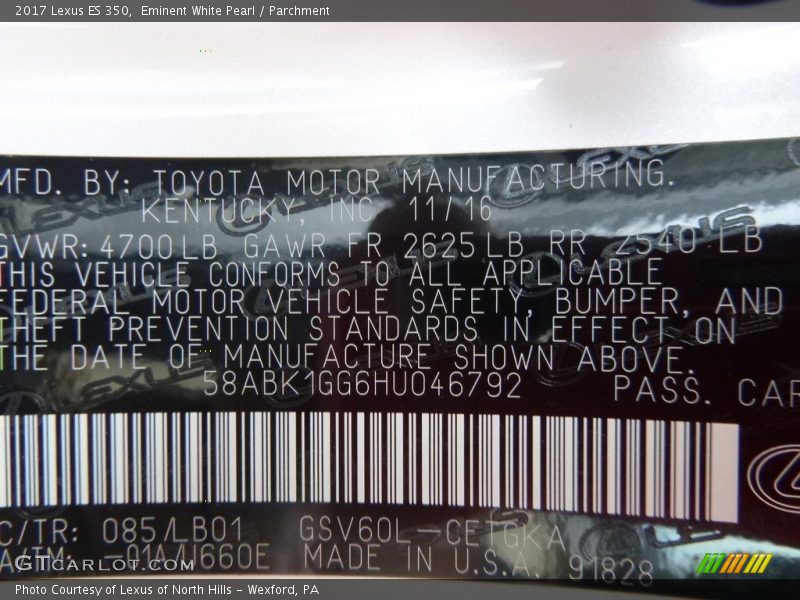 2017 Lexus ES 350, Eminent White Pearl / Parchment
MFD. BY: TOYOTA MOTOR MANUFACTURING.
KENTUCKY, INC 11/16
GVWR: 4700LB GAWR FR 2625LB RR 2540 LB
THIS VEHICLE CONFORMS TO ALL APPLICABLE
FEDERAL MOTOR VEHICLE SAFETY, BUMPER, AND
THEFT PREVENTION STANDARDS IN EFFECT ON
THE DATE OF MANUFACTURE SHOWN ABOVE.
58ABK1GG6HU046792 PASS. CAR
C/TR: 085/LB01 GSV60L-CETGKA
A/TM: -01A/U660E MADE IN U.S.A. 91828
GTCARLOT.COM
Photo Courtesy of Lexus of North Hills - Wexford, PA